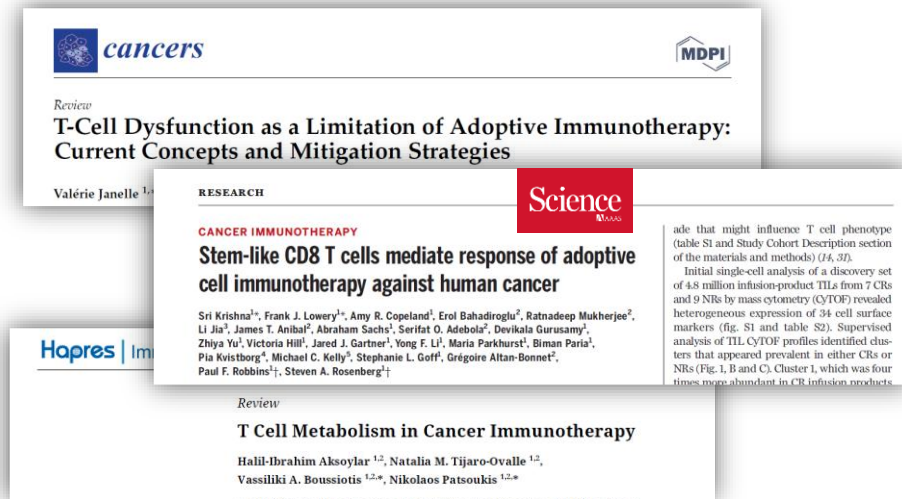 cancers
MDPI
Review
T-Cell Dysfunction as a Limitation of Adoptive Immunotherapy:
Current Concepts and Mitigation Strategies
Valérie Janelle 1,
RESEARCH
Science
AAAS
CANCER IMMUNOTHERAPY
Stem-like CD8 T cells mediate response of adoptive
cell immunotherapy against human cancer
Sri Krishna¹*, Frank J. Lowery¹*, Amy R. Copeland¹, Erol Bahadiroglu², Ratnadeep Mukherjee²,
Li Jia³, James T. Anibal², Abraham Sachs¹, Serifat O. Adebola², Devikala Gurusamy¹,
Zhiya Yu¹, Victoria Hill¹, Jared J. Gartner¹, Yong F. Li¹, Maria Parkhurst¹, Biman Paria¹,
Pia Kvistborg⁴, Michael C. Kelly⁵, Stephanie L. Goff¹, Grégoire Altan-Bonnet²,
Paul F. Robbins¹†, Steven A. Rosenberg¹†
ade that might influence T cell phenotype
(table S1 and Study Cohort Description section
of the materials and methods) (14, 31).
Initial single-cell analysis of a discovery set
of 4.8 million infusion-product TILs from 7 CRs
and 9 NRs by mass cytometry (CyTOF) revealed
heterogeneous expression of 34 cell surface
markers (fig. S1 and table S2). Supervised
analysis of TIL CyTOF profiles identified clus-
ters that appeared prevalent in either CRs or
NRs (Fig. 1, B and C). Cluster 1, which was four
times more abundant in CR infusion products
Hapres | Im
Review
T Cell Metabolism in Cancer Immunotherapy
Halil-Ibrahim Aksoylar 1,2, Natalia M. Tijaro-Ovalle 1,2,
Vassiliki A. Boussiotis 1,2,*, Nikolaos Patsoukis 1,2,*